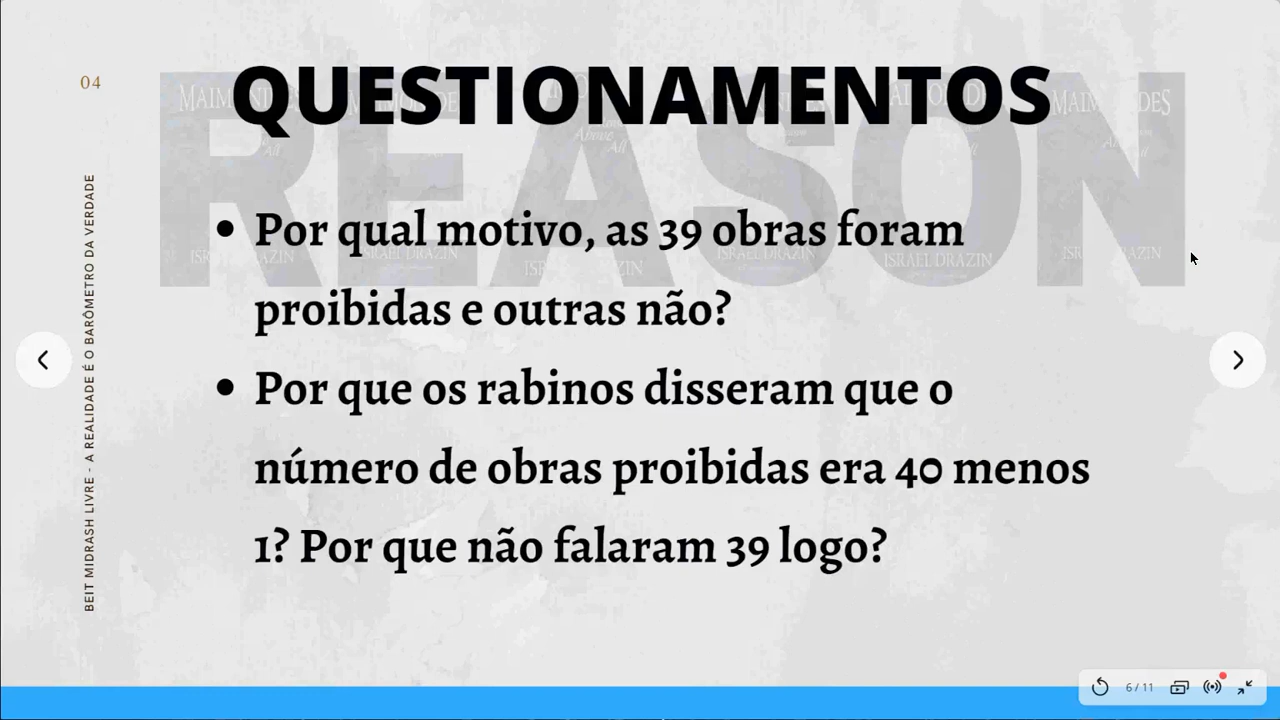 04
QUESTIONAMENTOS
REASON
BEIT MIDRASH LIVRE - A REALIDADE É O BARÔMETRO DA VERDADE
• Por qual motivo, as 39 obras foram
proibidas e outras não?
• Por que os rabinos disseram que o
número de obras proibidas era 40 menos
1? Por que não falaram 39 logo?
ISRAEL DRAZIN
6/11